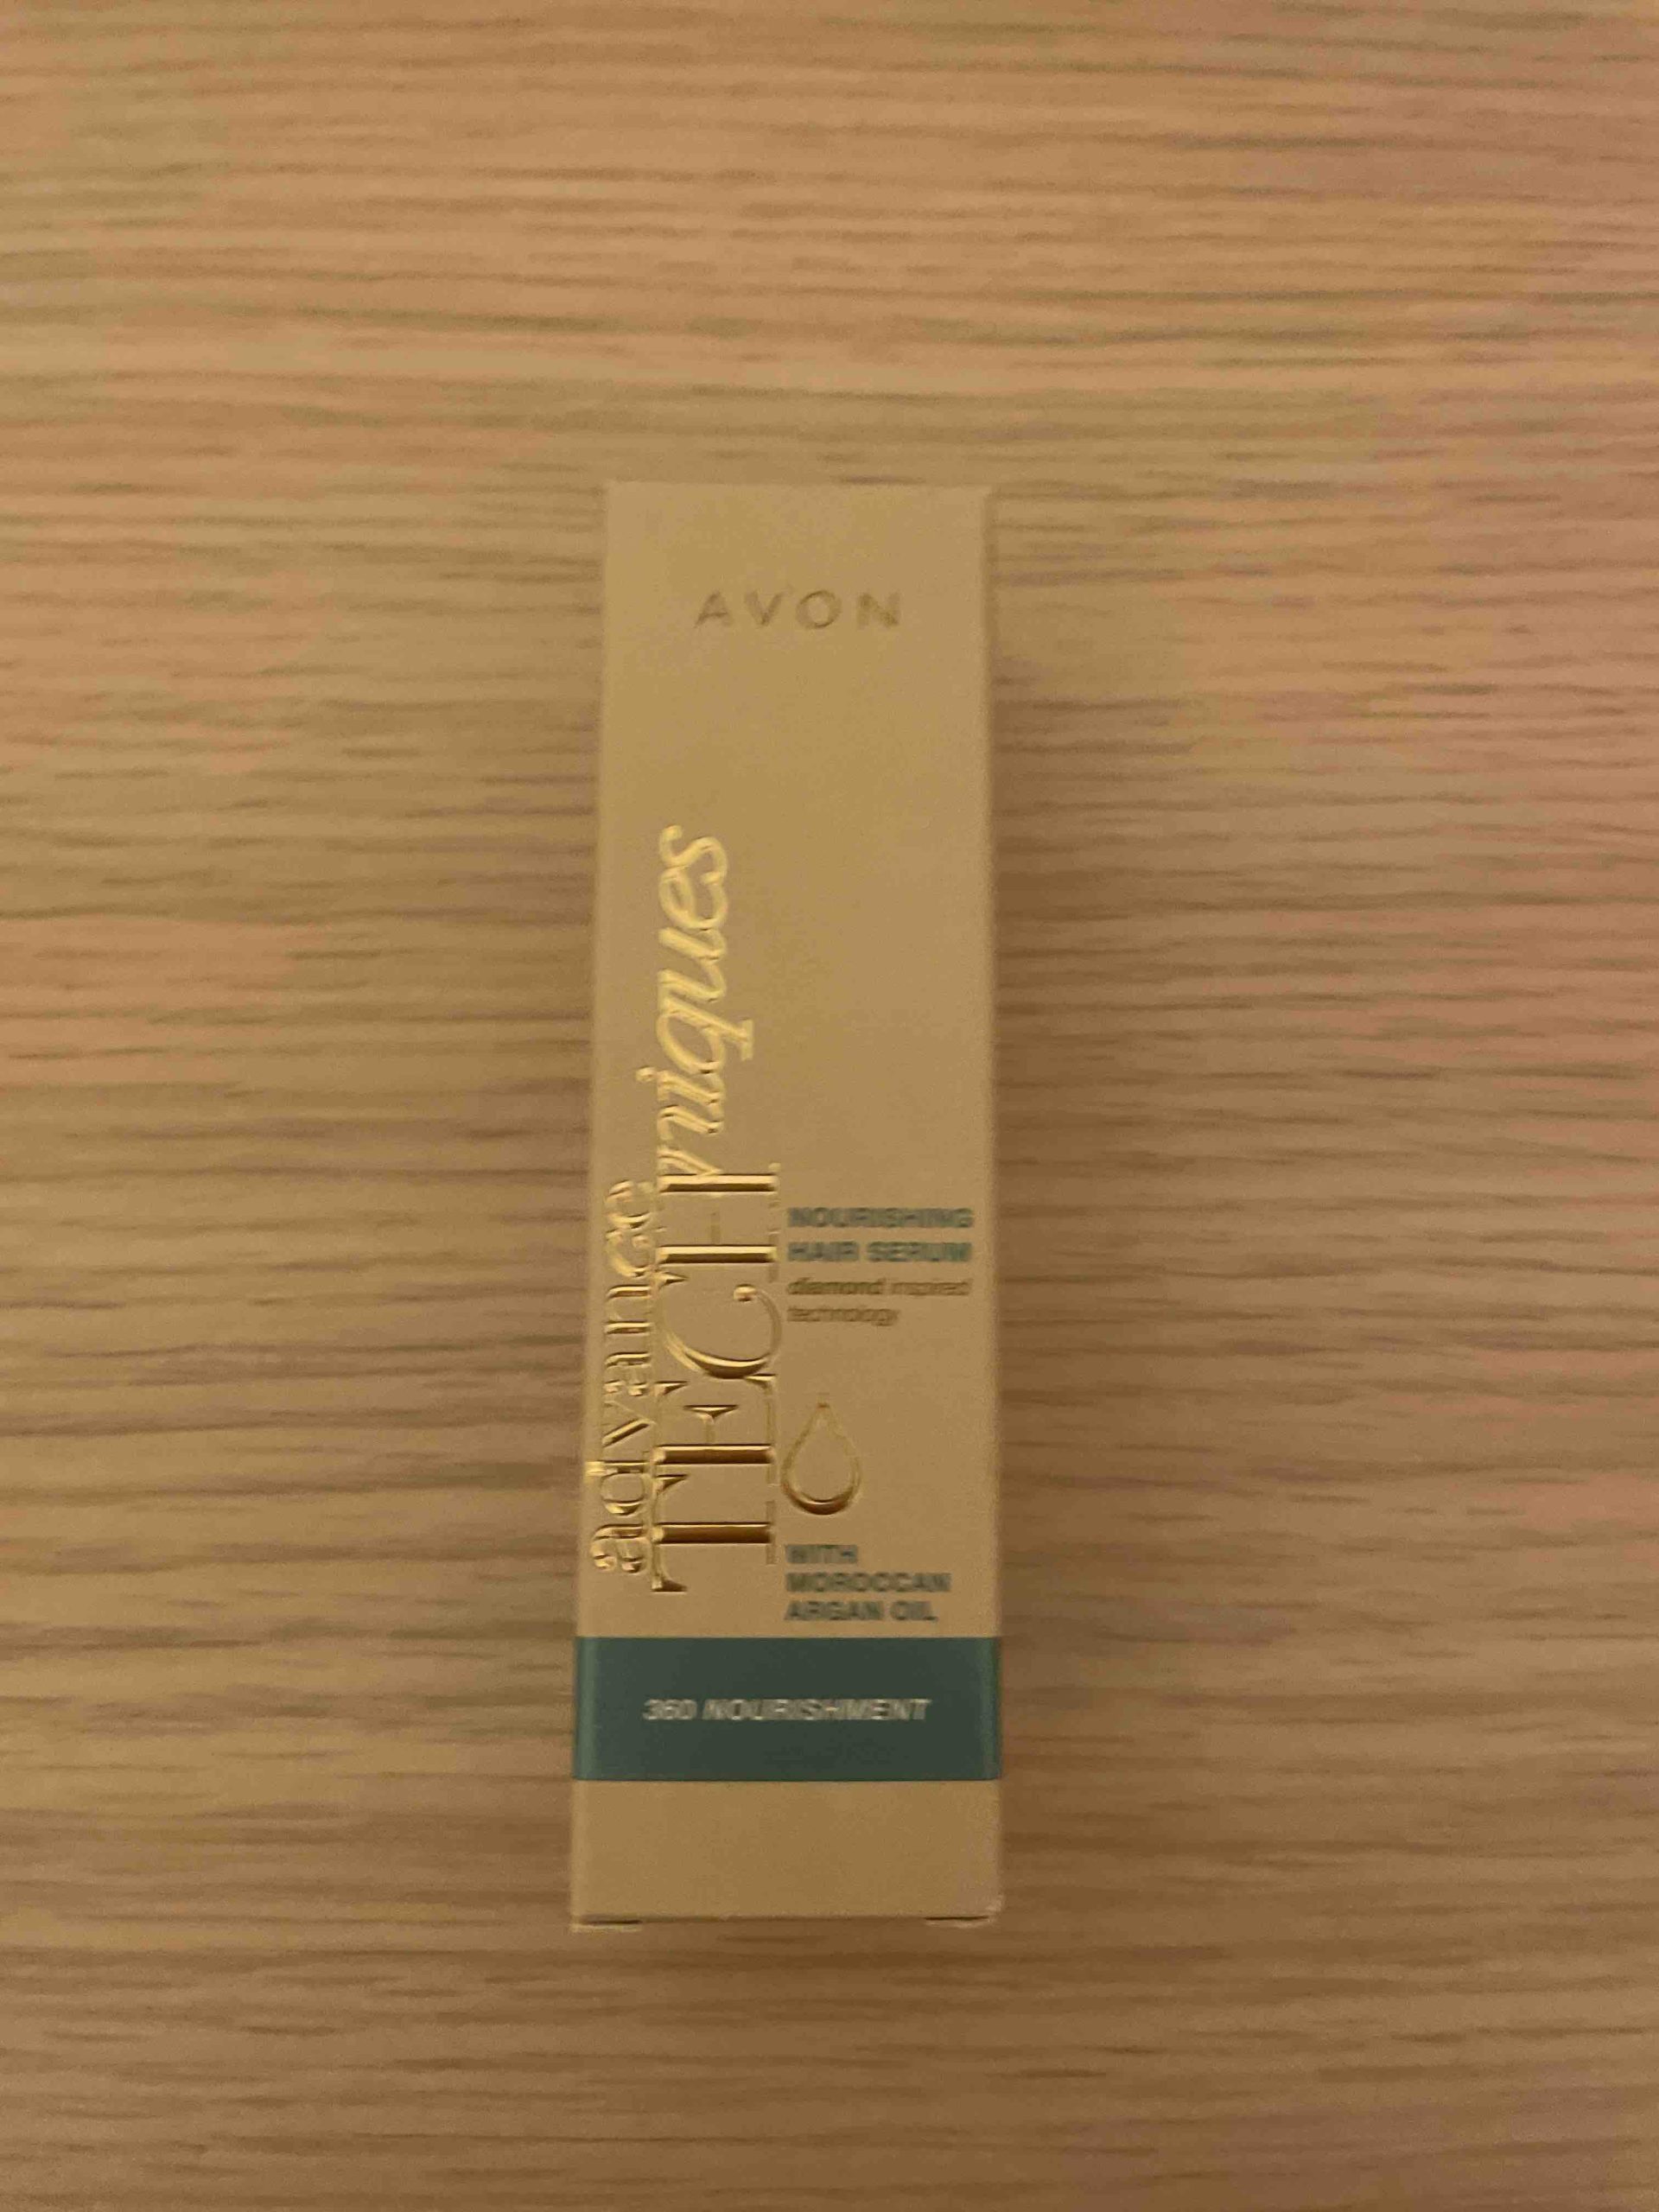 AVON
advance
TECHniques
NOURISHING
HAIR SERUM
diamond inspired
technology
WITH
MOROCCAN
ARGAN OIL
360 NOURISHMENT